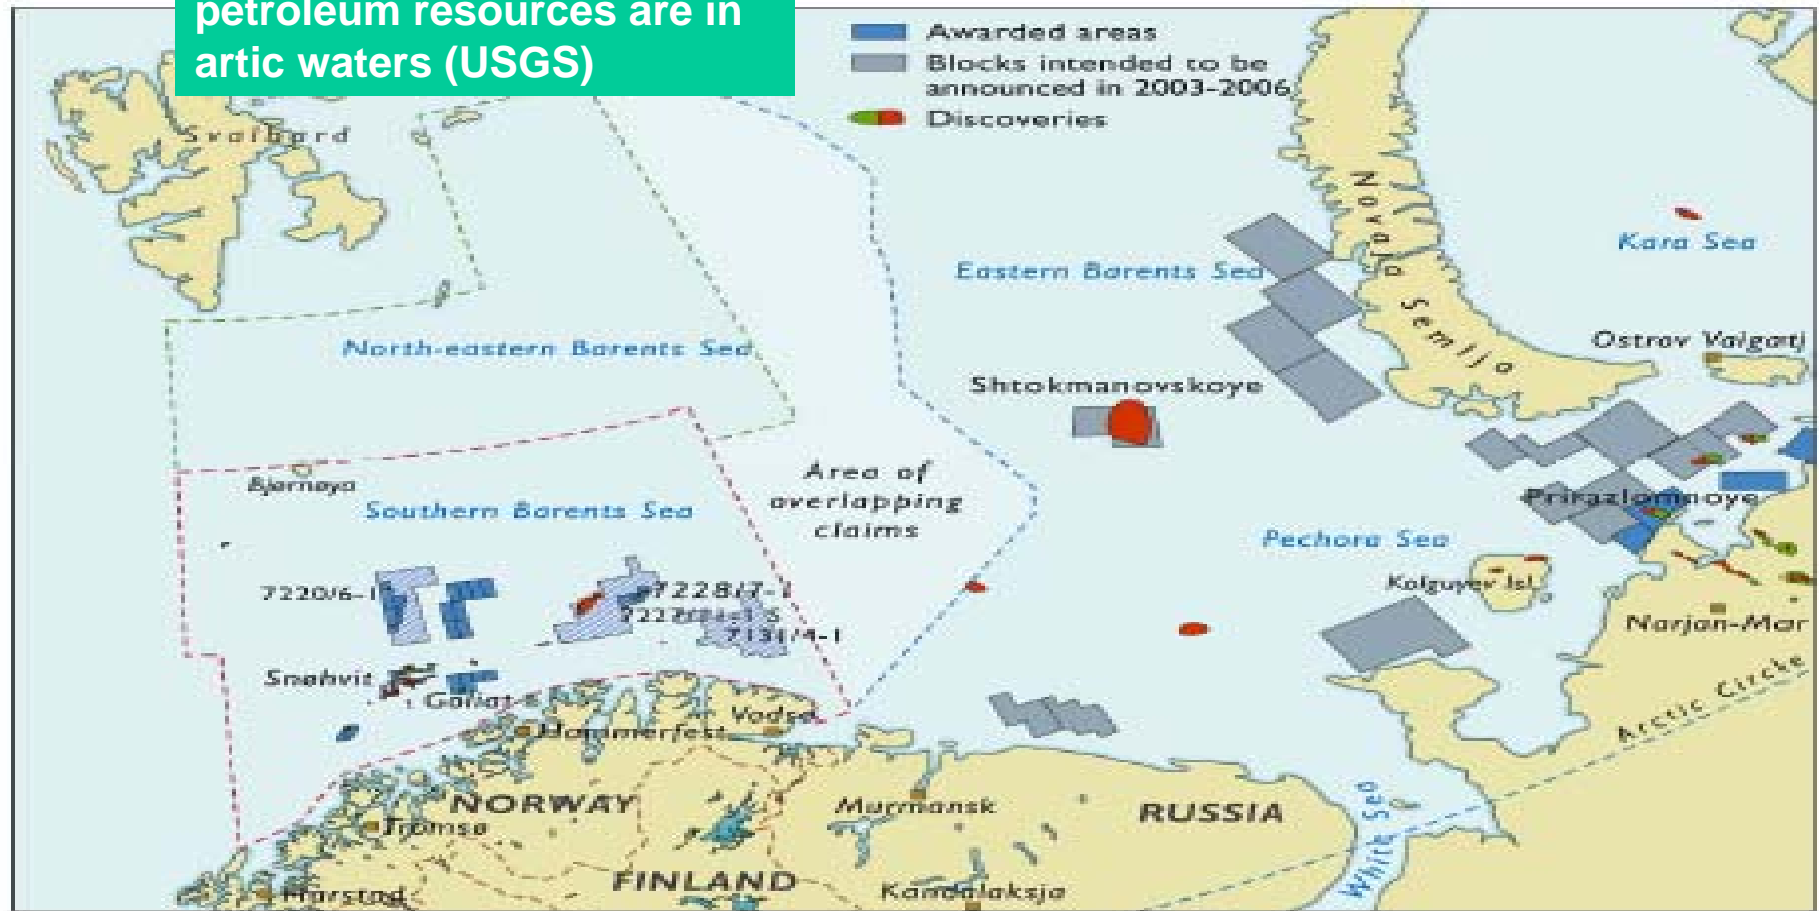 petroleum resources are in
artic waters (USGS)
Awarded areas
Blocks intended to be
announced in 2003-2006
Discoveries
Svalbard
Novaja Semlja
Kara Sea
Eastern Barents Sea
Ostrov Vaigatj
North-eastern Barents Sea
Shtokmanovskoye
Area of
overlapping
claims
Bjørnøya
Southern Barents Sea
Prirazlomnoye
Pechora Sea
Kolguyev Isl.
7220/6-1
7228/7-1
7131/4-1
Narjan-Mar
Snøhvit
Goliat
Vadsø
Hammerfest
Arctic Circke
NORWAY
Murmansk
RUSSIA
Tromsø
White Sea
FINLAND
Kandalaksja
Harstad